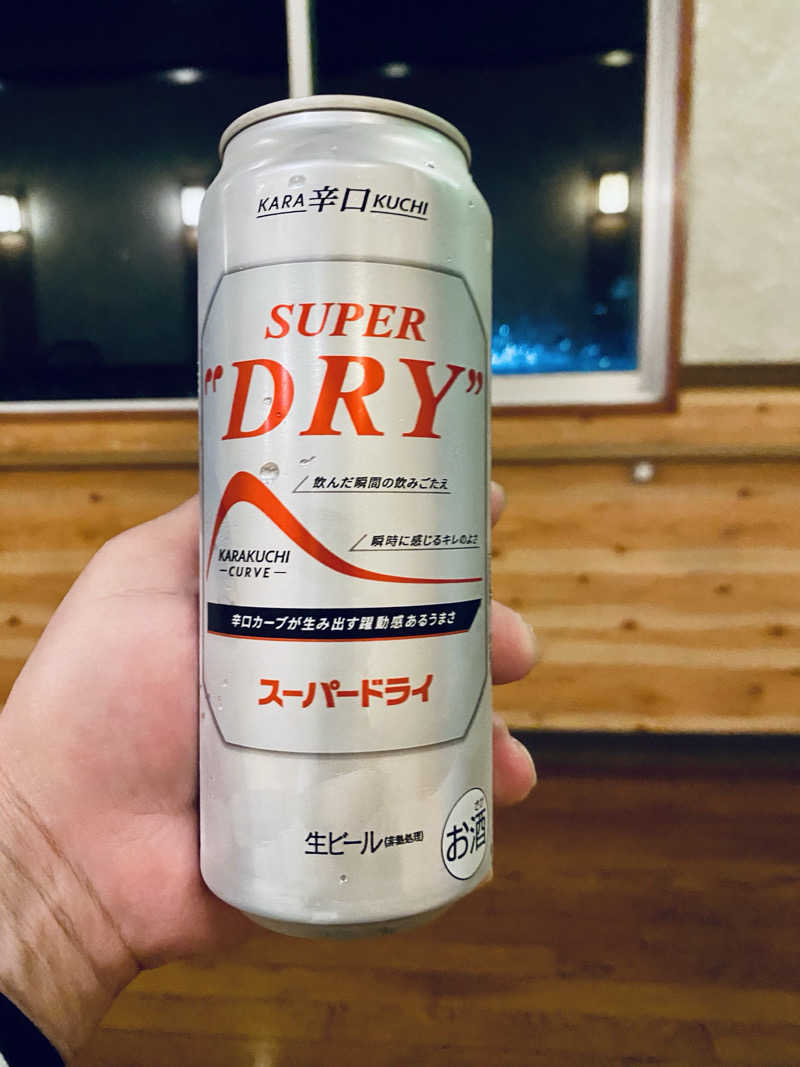 KARA辛口KUCHI
SUPER
“DRY”
飲んだ瞬間の飲みごたえ
瞬時に感じるキレのよさ
KARAKUCHI
—CURVE—
辛口カーブが生み出す躍動感あるうまさ
スーパードライ
生ビール(非熱処理)
さけ
お酒